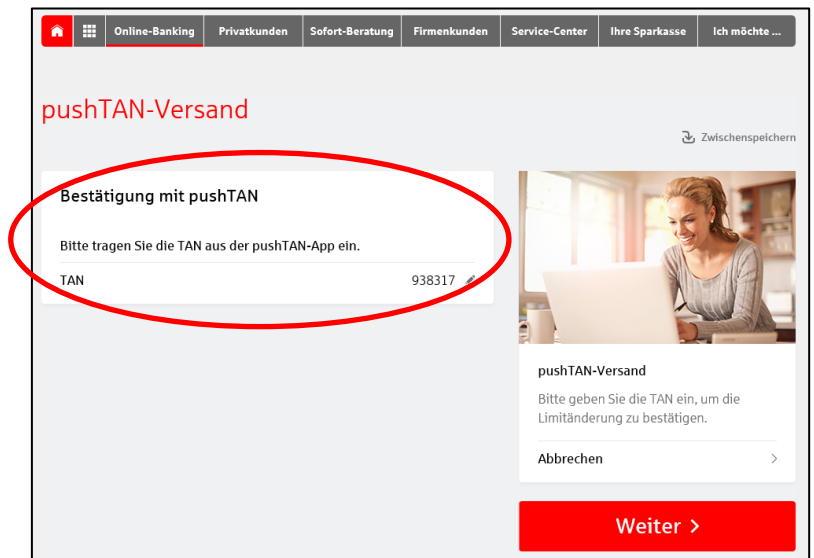 Online-Banking Privatkunden Sofort-Beratung Firmenkunden Service-Center Ihre Sparkasse Ich möchte ...
pushTAN-Versand
Zwischenspeichern
Bestätigung mit pushTAN
Bitte tragen Sie die TAN aus der pushTAN-App ein.
TAN 938317
pushTAN-Versand
Bitte geben Sie die TAN ein, um die
Limitänderung zu bestätigen.
Abbrechen
Weiter